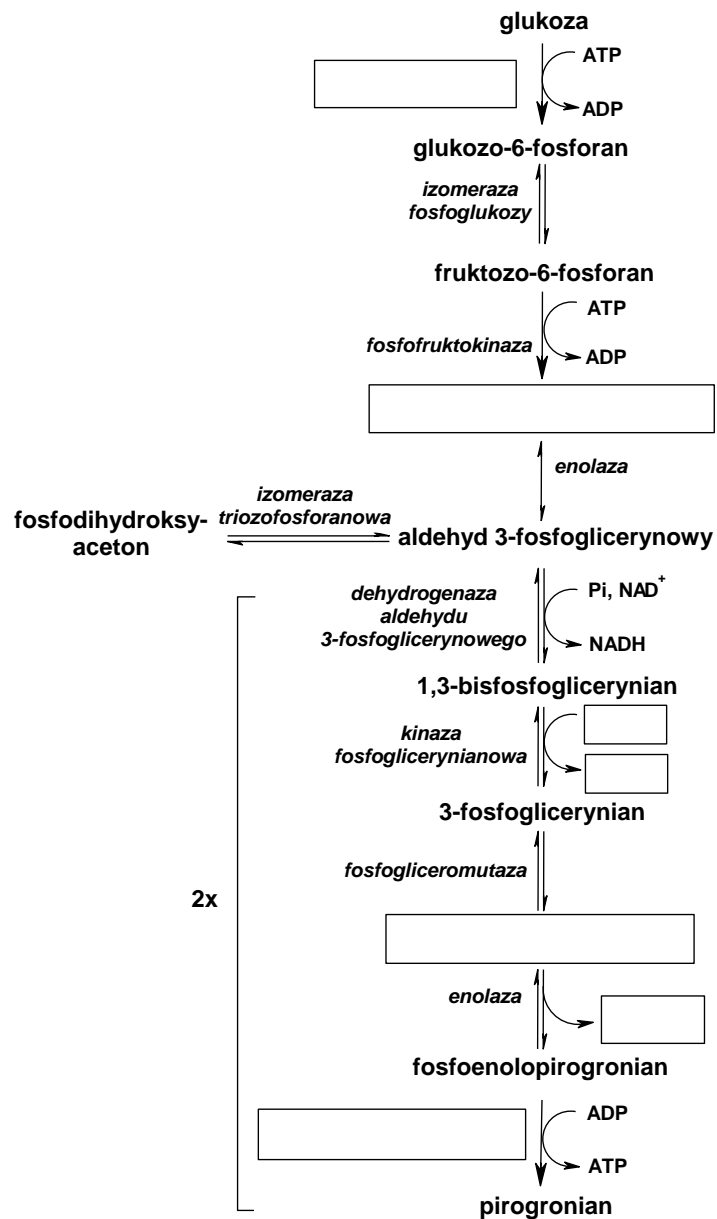 glukoza
ATP
ADP
glukozo-6-fosforan
izomeraza
fosfoglukozy
fruktozo-6-fosforan
ATP
fosfofruktokinaza
ADP
enolaza
izomeraza
triozofosforanowa
fosfodihydroksy-
aceton
aldehyd 3-fosfoglicerynowy
dehydrogenaza
aldehydu
3-fosfoglicerynowego
Pi, NAD⁺
NADH
1,3-bisfosfoglicerynian
kinaza
fosfoglicerynianowa
3-fosfoglicerynian
fosfogliceromutaza
2x
enolaza
fosfoenolopirogronian
ADP
ATP
pirogronian